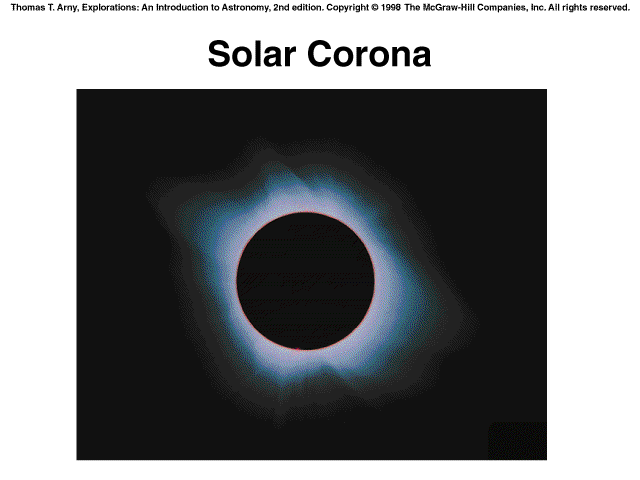 Thomas T. Arny, Explorations: An Introduction to Astronomy, 2nd edition. Copyright © 1998 The McGraw-Hill Companies, Inc. All rights reserved.
Solar Corona